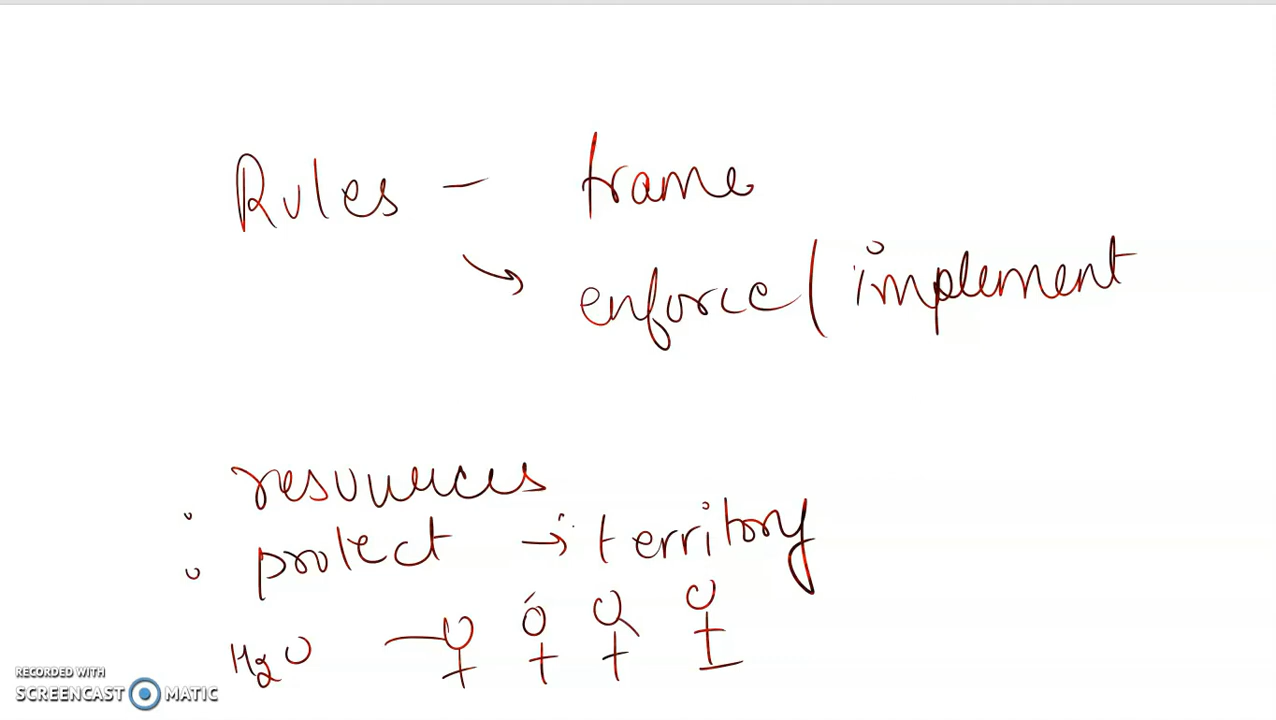 Rules - frame
→ enforce / implement
resources
: protect → territory
H2O
RECORDED WITH
SCREENCAST MATIC